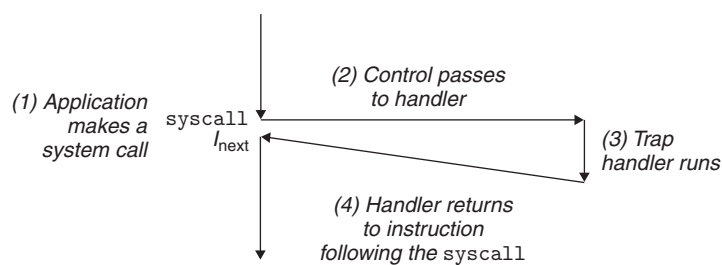 (1) Application
makes a
system call
syscall
Inext
(2) Control passes
to handler
(3) Trap
handler runs
(4) Handler returns
to instruction
following the syscall